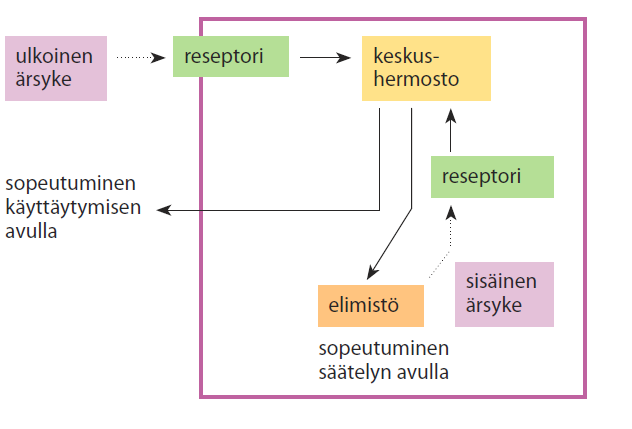 ulkoinen
ärsyke
reseptori
keskus-
hermosto
reseptori
sopeutuminen
käyttäytymisen
avulla
sisäinen
ärsyke
elimistö
sopeutuminen
säätelyn avulla